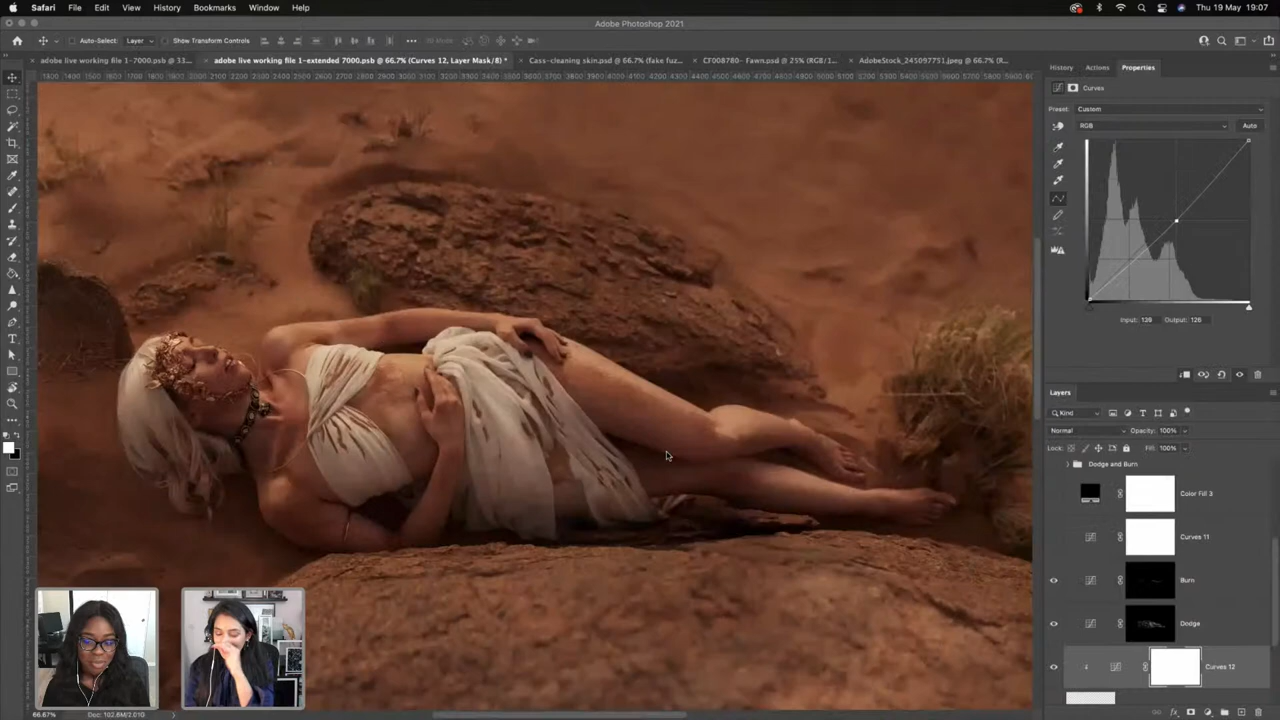 Safari File Edit View History Bookmarks Window Help Thu 19 May 19:07
Adobe Photoshop 2021
Auto-Select: Layer Show Transform Controls
adobe live working file 1-7000.psb @ 33... adobe live working file 1-extended 7000.psb @ 66.7% (Curves 12, Layer Mask/8) * Cass-cleaning skin.psd @ 66.7% (fake fuz... CF008780- Fawn.psd @ 25% (RGB/1... AdobeStock_245097751.jpeg @ 66.7% (R...
History Actions Properties
Curves
Preset: Custom
RGB Auto
Input: 128 Output: 126
Layers
Kind
Normal Opacity: 100%
Lock: Fill: 100%
Dodge and Burn
Color Fill 3
Curves 11
Burn
Dodge
Curves 12
66.67% Doc: 102.6M/2.01G